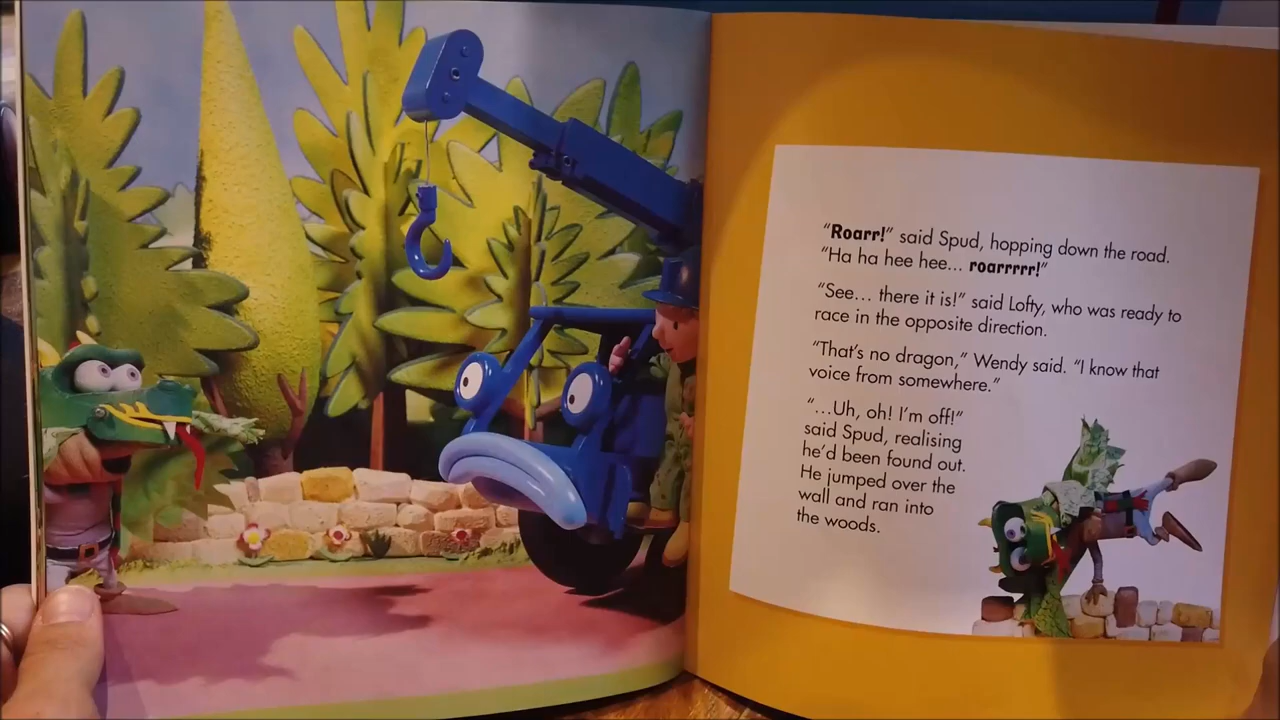 “Roarr!” said Spud, hopping down the road.
“Ha ha hee hee... roarrrrr!”
“See... there it is!” said Lofty, who was ready to
race in the opposite direction.
“That’s no dragon,” Wendy said. “I know that
voice from somewhere.”
“...Uh, oh! I’m off!”
said Spud, realising
he’d been found out.
He jumped over the
wall and ran into
the woods.